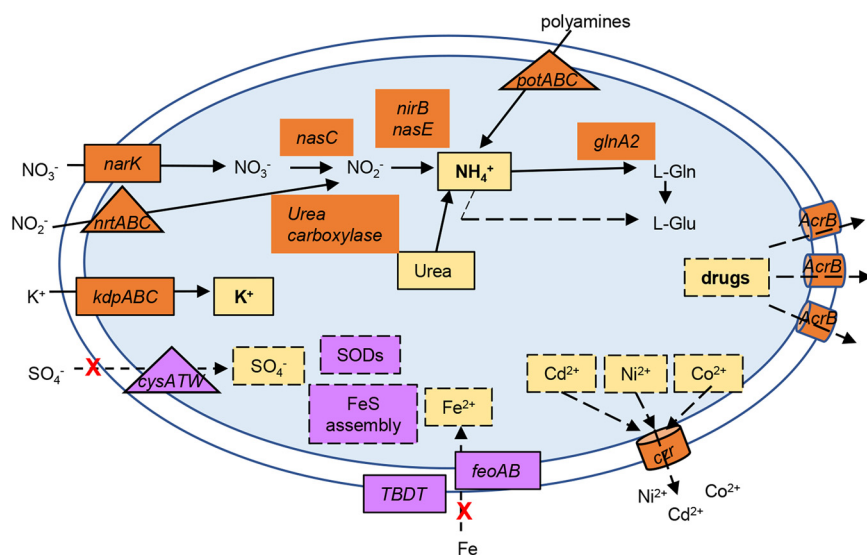 polyamines
potABC
nirB
nasE
nasC
glnA2
NO₃⁻
narK
NO₃⁻
NO₂⁻
NH₄⁺
L-Gln
NO₂⁻
nrtABC
Urea
carboxylase
L-Glu
Urea
AcrB
AcrB
AcrB
drugs
K⁺
kdpABC
K⁺
SO₄⁻
X
cysATW
SO₄⁻
SODs
FeS
assembly
Fe²⁺
Cd²⁺
Ni²⁺
Co²⁺
czr
TBDT
feoAB
X
Fe
Ni²⁺
Co²⁺
Cd²⁺